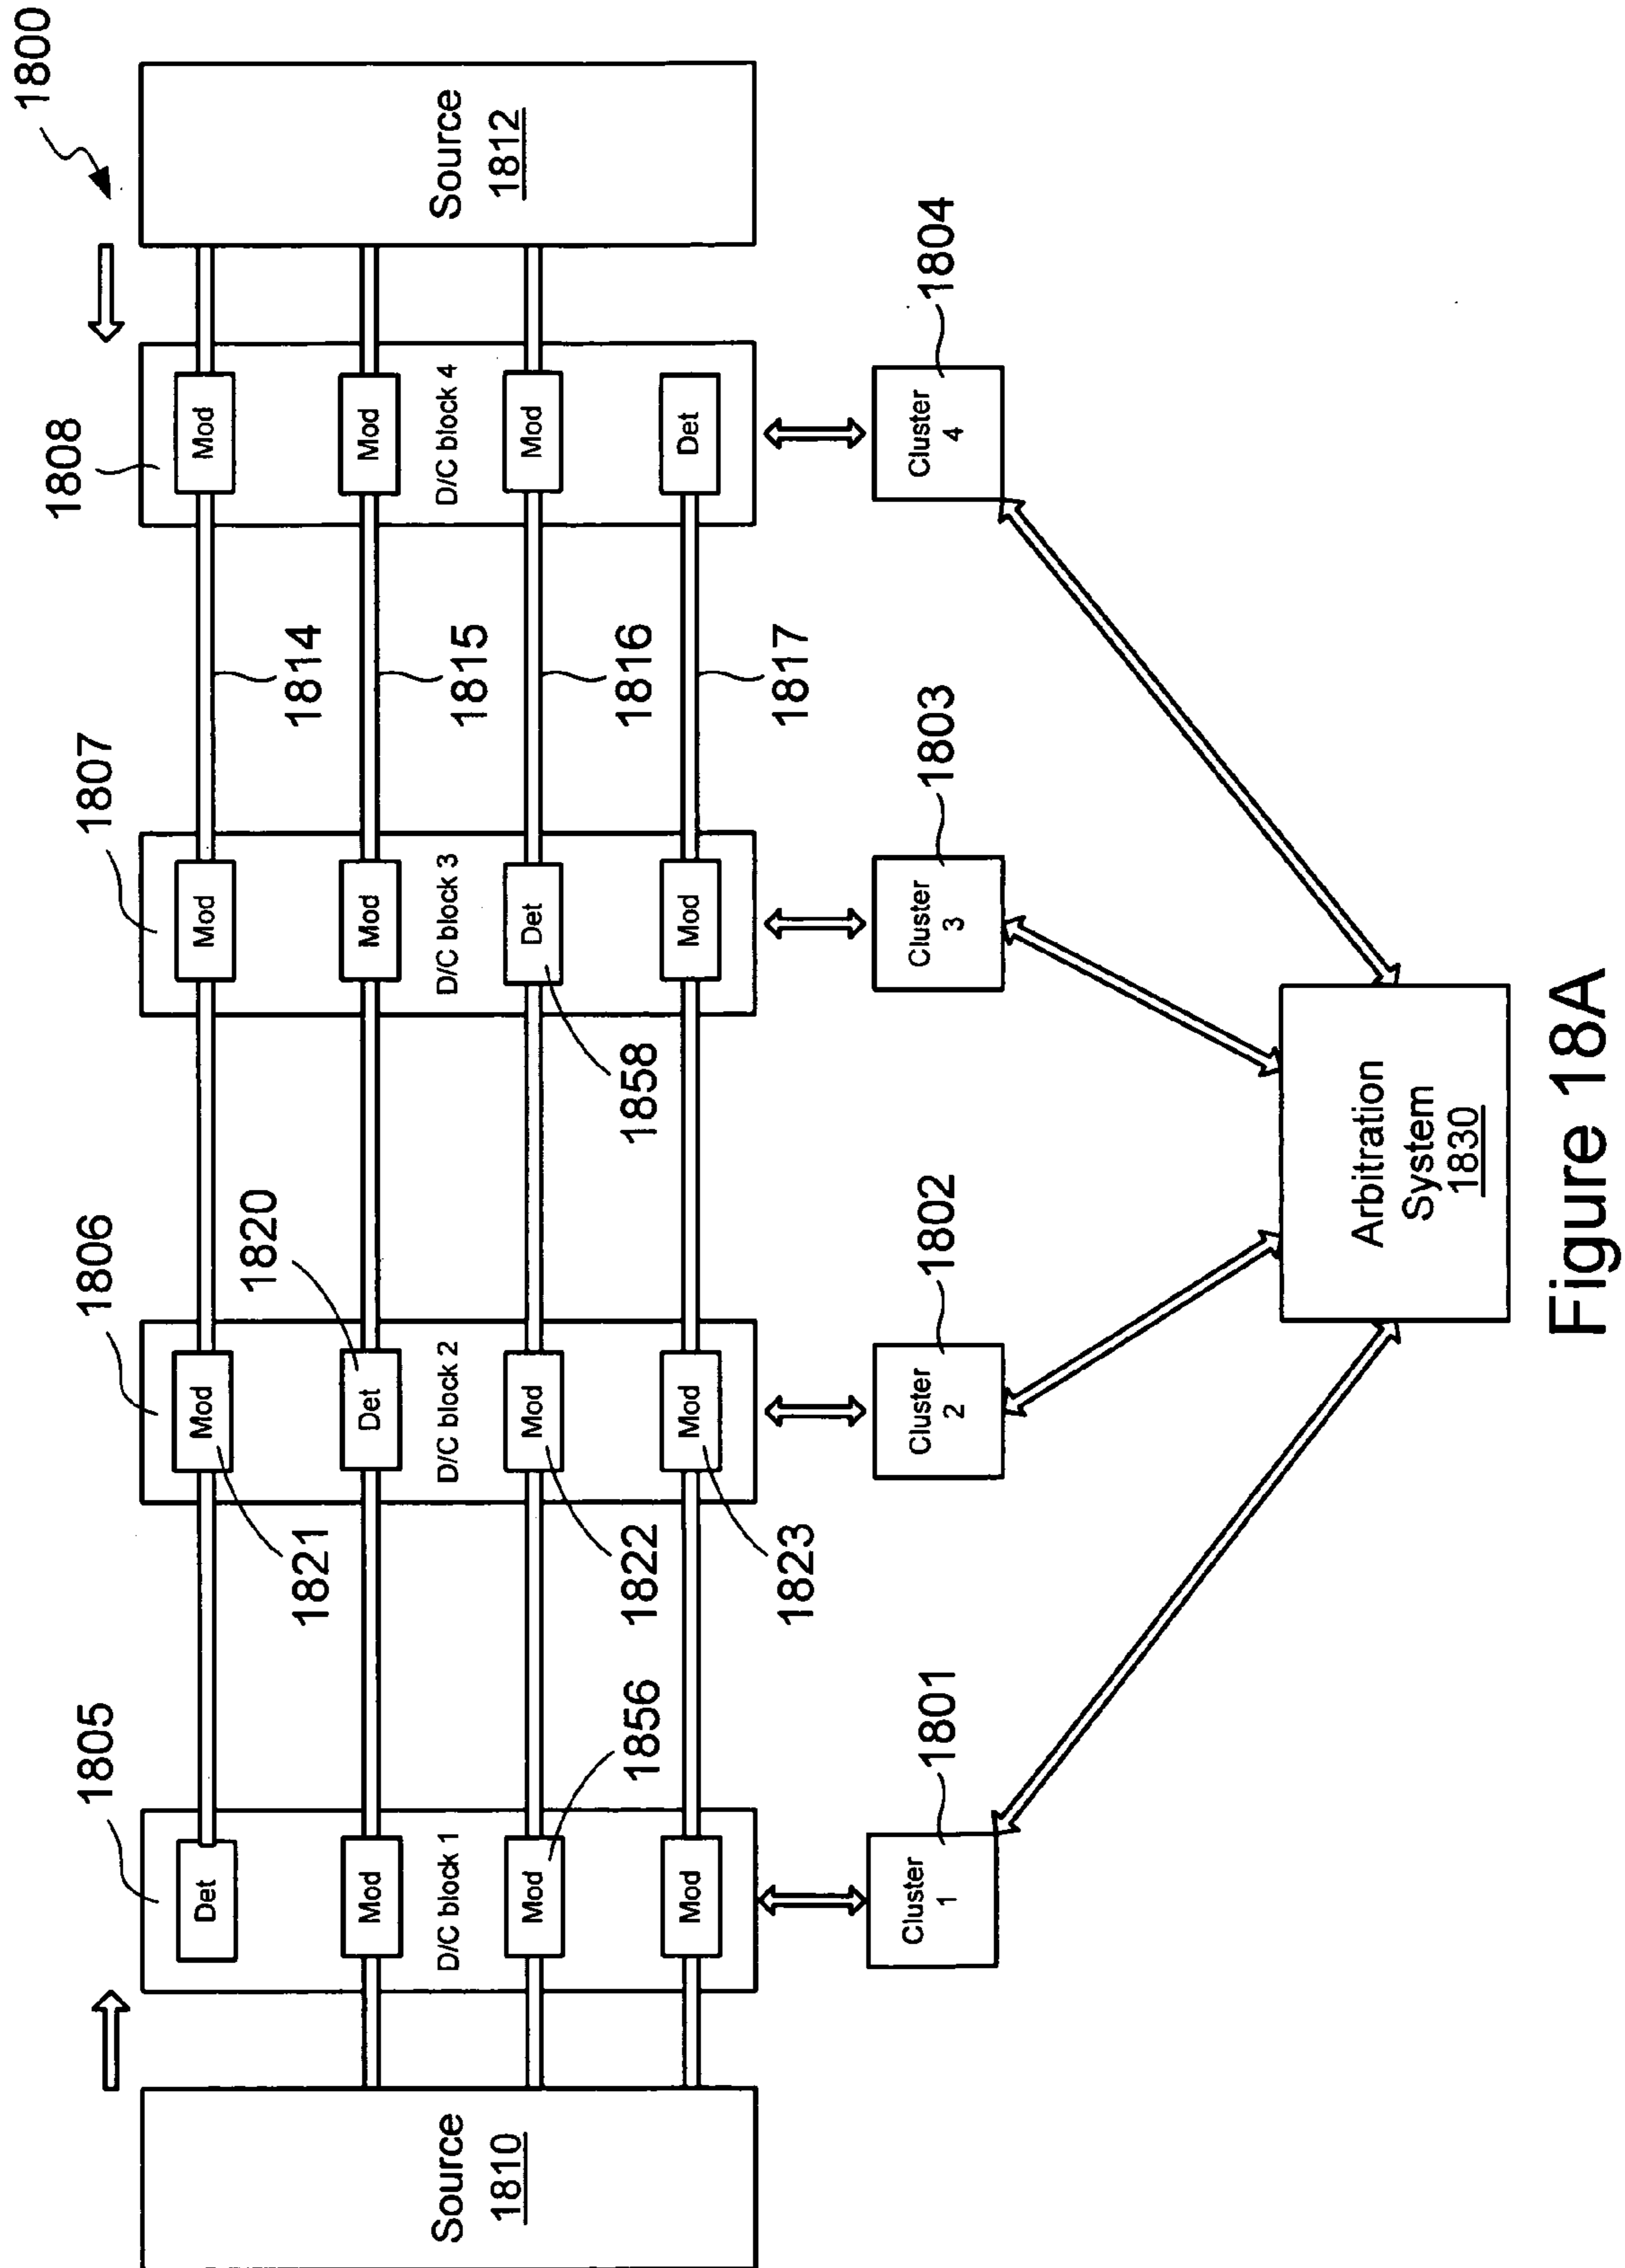 1800
1805
1806
1807
1808
Det
Mod
Mod
Mod
1814
1820
1821
Mod
Det
Mod
Mod
1815
D/C block 1
D/C block 2
D/C block 3
D/C block 4
Source
1810
Source
1812
1856
Mod
1822
Mod
1858
Det
1816
Mod
Mod
1823
Mod
Mod
1817
Det
1801
1802
1803
1804
Cluster
1
Cluster
2
Cluster
3
Cluster
4
Arbitration
System
1830
Figure 18A